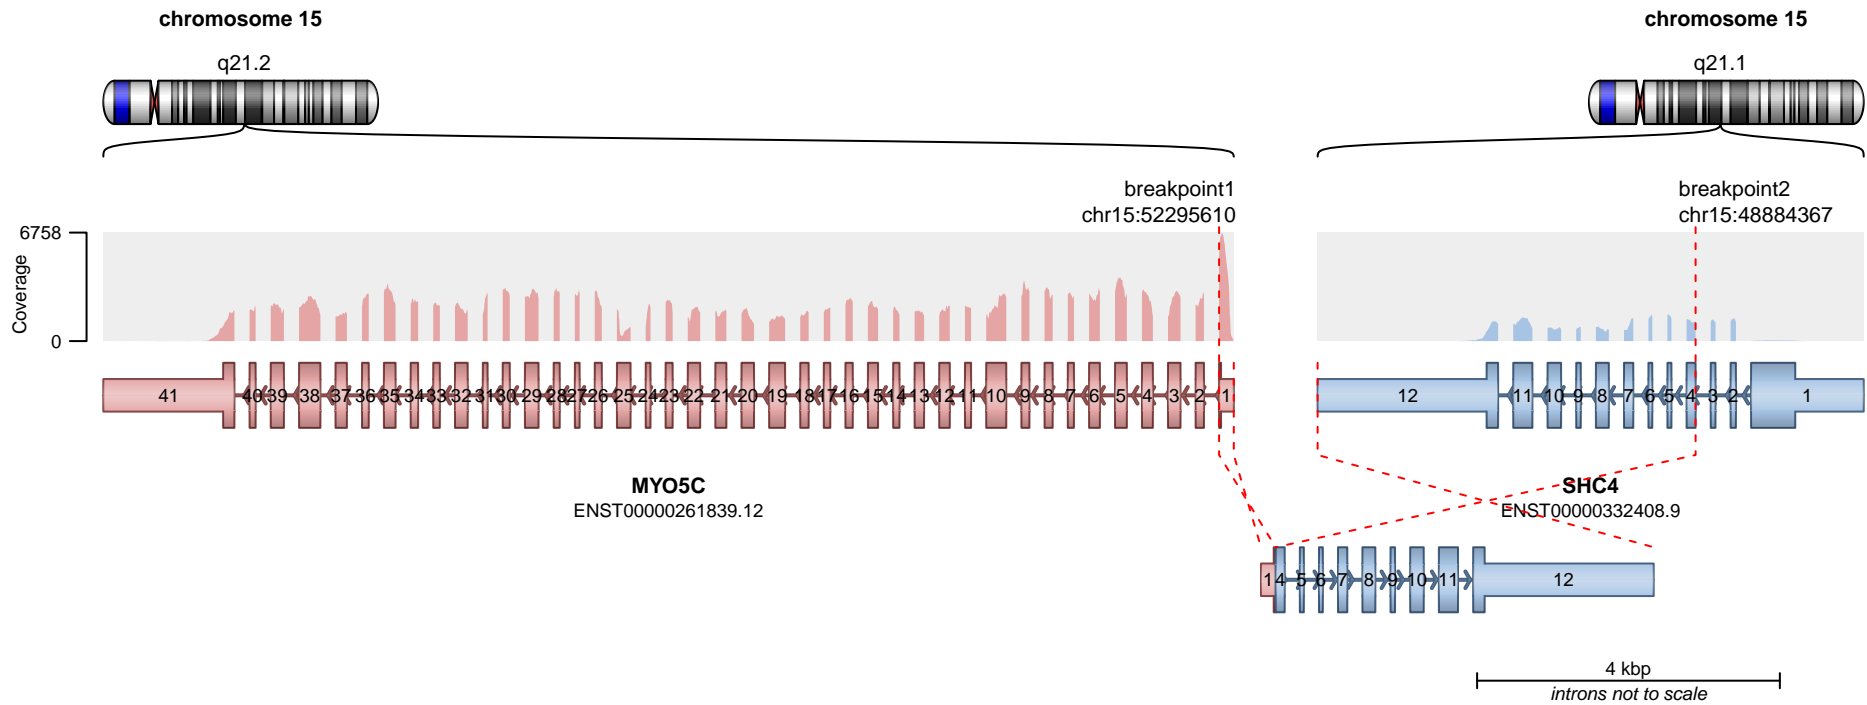 chromosome 15
chromosome 15
q21.2
q21.1
breakpoint1
chr15:52295610
breakpoint2
chr15:48884367
6758
Coverage
0
41 40 39 38 37 36 35 34 33 32 31 30 29 28 27 26 25 24 23 22 21 20 19 18 17 16 15 14 13 12 11 10 9 8 7 6 5 4 3 2 1
12 11 10 9 8 7 6 5 4 3 2 1
MYO5C
ENST00000261839.12
SHC4
ENST00000332408.9
1 4 5 6 7 8 9 10 11 12
4 kbp
introns not to scale